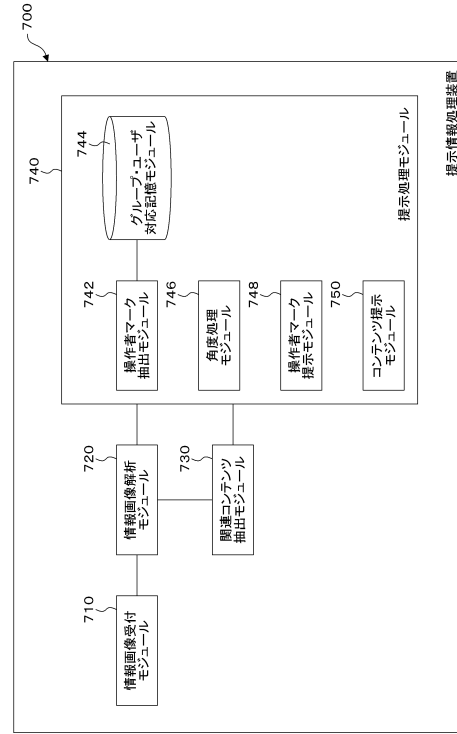 700
740
744
グループ・ユーザ
対応記憶モジュール
742
操作者マーク
抽出モジュール
746
角度処理
モジュール
748
操作者マーク
提示モジュール
750
コンテンツ提示
モジュール
提示処理モジュール
720
情報画像解析
モジュール
730
関連コンテンツ
抽出モジュール
710
情報画像受付
モジュール
提示情報処理装置